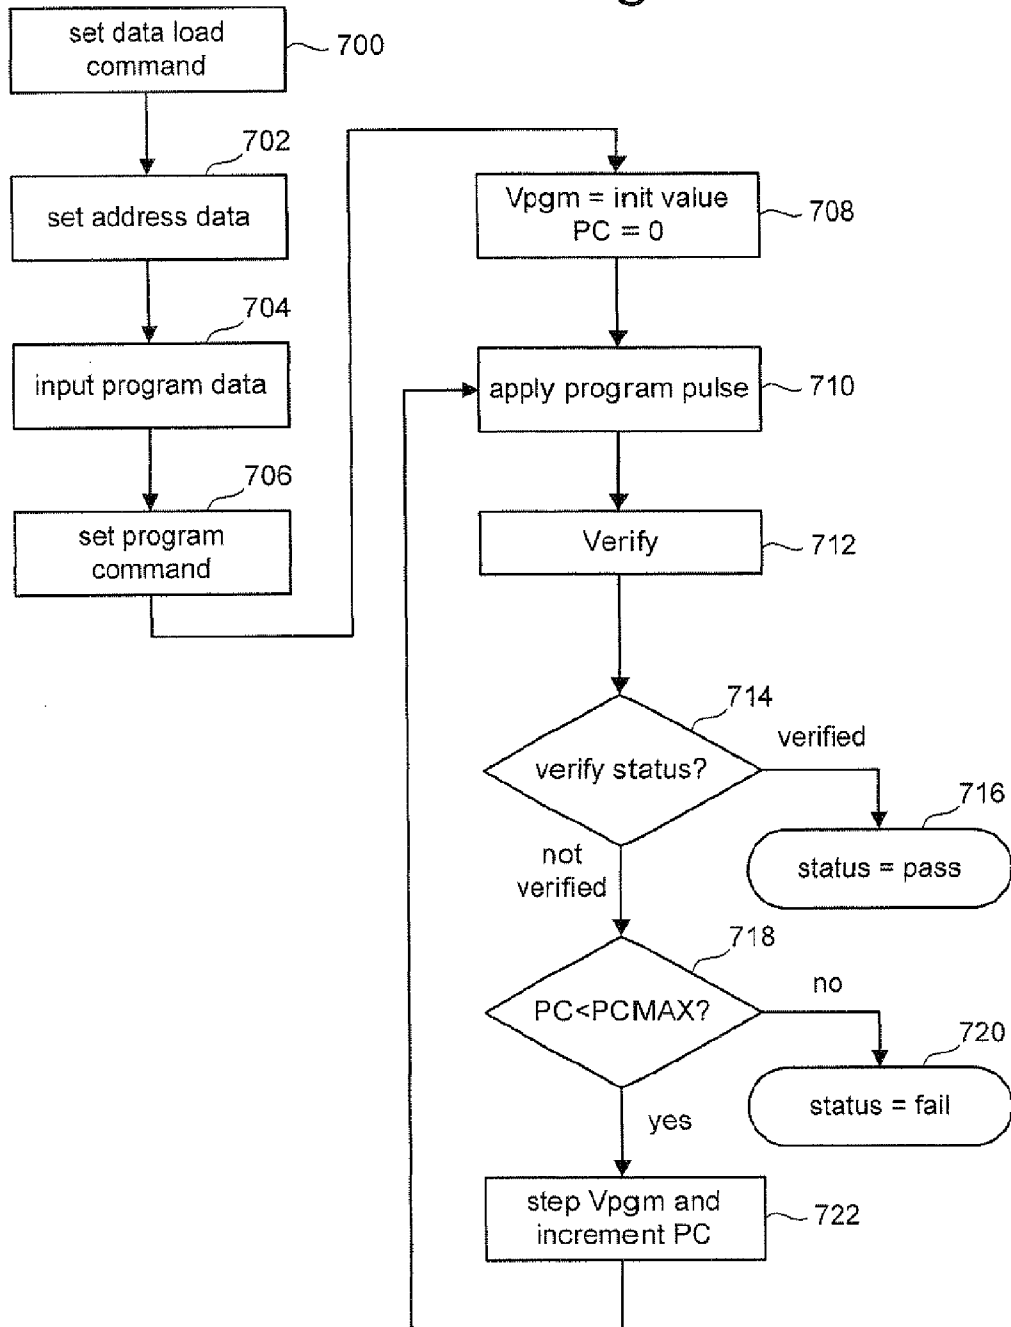 set data load
command
700
702
set address data
704
input program data
706
set program
command
Vpgm = init value
PC = 0
708
apply program pulse
710
Verify
712
714
verify status?
verified
716
status = pass
not
verified
718
PC<PCMAX?
no
720
status = fail
yes
step Vpgm and
increment PC
722